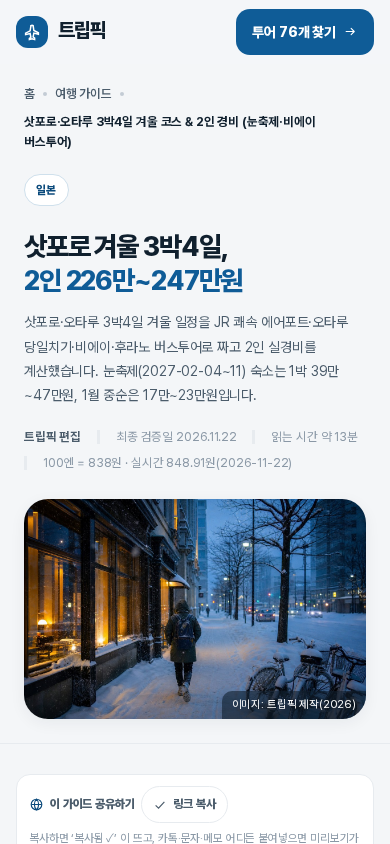 트립픽
투어 76개 찾기 →
홈 • 여행 가이드 •
삿포로·오타루 3박4일 겨울 코스 & 2인 경비 (눈축제·비에이
버스투어)
일본
삿포로 겨울 3박4일,
2인 226만~247만원
삿포로·오타루 3박4일 겨울 일정을 JR 쾌속 에어포트·오타루
당일치기·비에이·후라노 버스투어로 짜고 2인 실경비를
계산했습니다. 눈축제(2027-02-04~11) 숙소는 1박 39만
~47만원, 1월 중순은 17만~23만원입니다.
트립픽 편집 | 최종 검증일 2026.11.22 | 읽는 시간 약 13분
| 100엔 = 838원 · 실시간 848.91원(2026-11-22)
이미지: 트립픽 제작(2026)
이 가이드 공유하기 ✓ 링크 복사
복사하면 '복사됨 ✓' 이 뜨고, 카톡·문자·메모 어디든 붙여넣으면 미리보기가